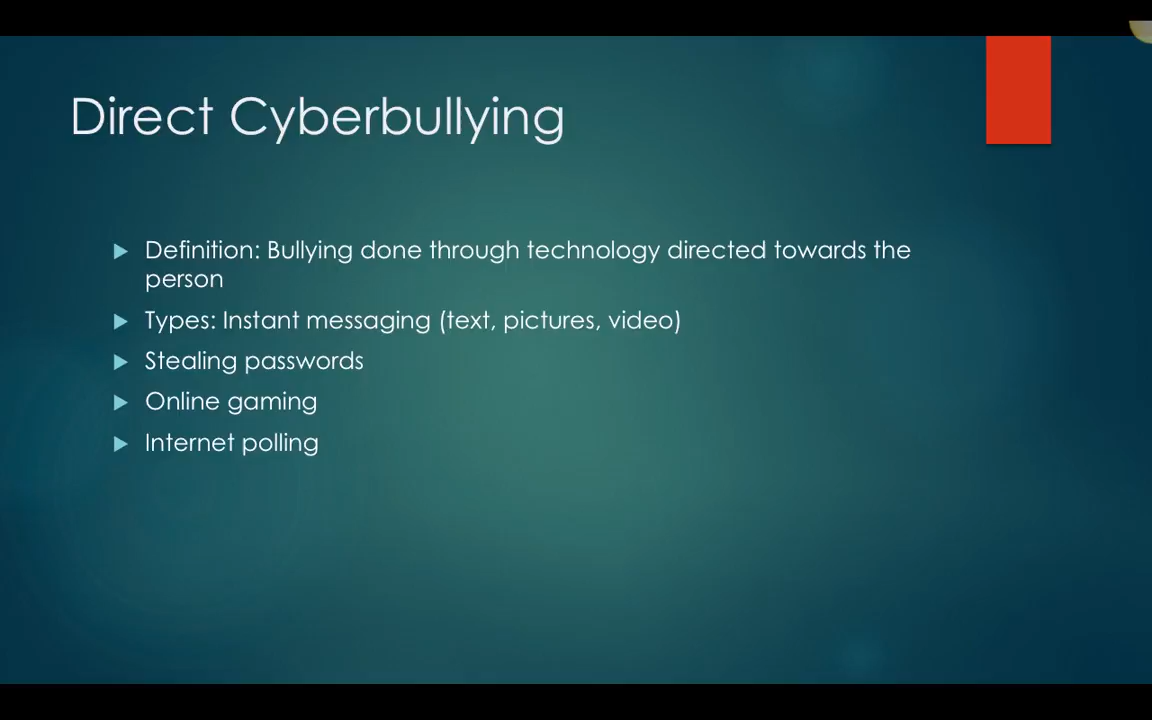 Direct Cyberbullying
Definition: Bullying done through technology directed towards the
person
Types: Instant messaging (text, pictures, video)
Stealing passwords
Online gaming
Internet polling